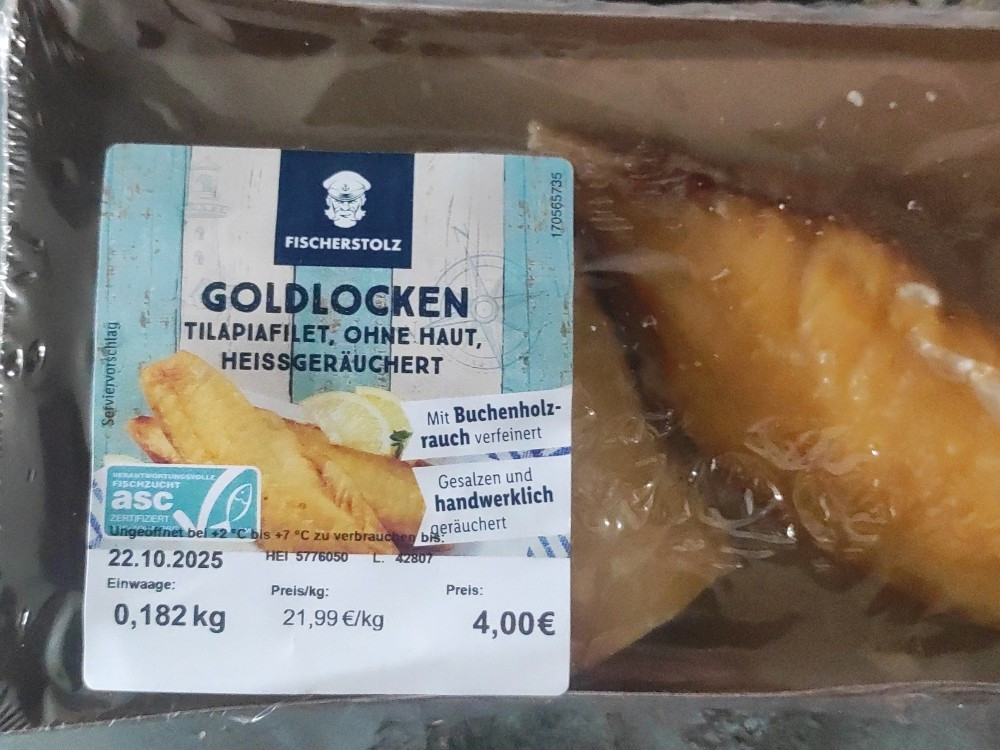 FISCHERSTOLZ
170565735
GOLDLOCKEN
TILAPIAFILET, OHNE HAUT,
HEISSGERÄUCHERT
Serviervorschlag
Mit Buchenholz-
rauch verfeinert
Gesalzen und
handwerklich
geräuchert
VERANTWORTUNGSVOLLE
FISCHZUCHT
asc
ZERTIFIZIERT
Ungeöffnet bei +2 °C bis +7 °C zu verbrauchen bis:
22.10.2025 HEI 5776050 L. 42807
Einwaage: Preis/kg: Preis:
0,182 kg 21,99 €/kg 4,00€